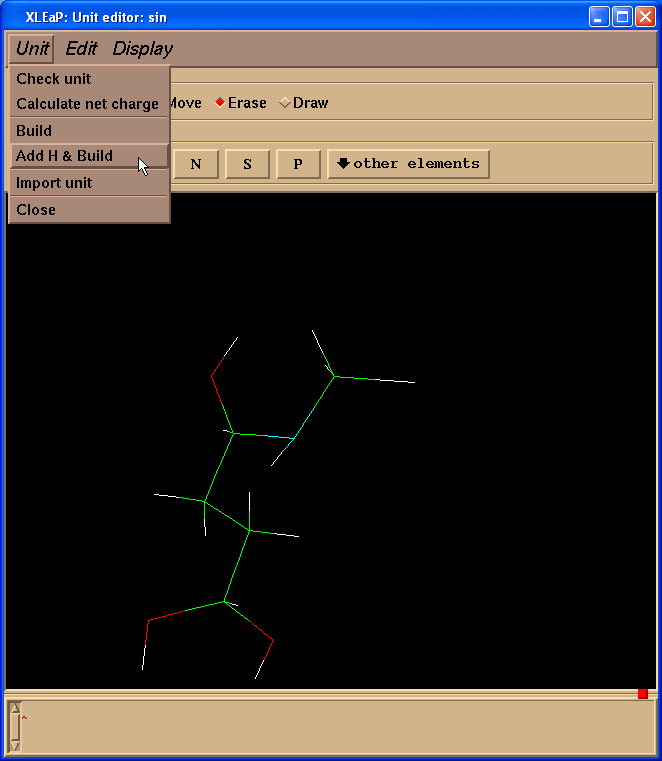 XLEaP: Unit editor: sin
Unit Edit Display
Check unit
Calculate net charge
Erase Draw
Build
Add H & Build
N S P other elements
Import unit
Close